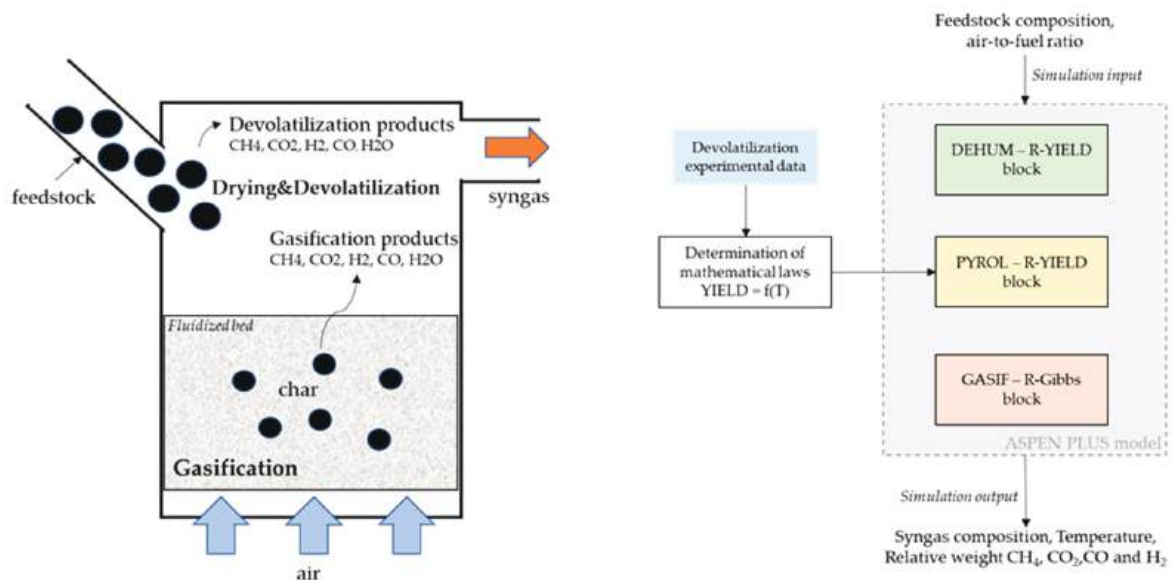 Devolatilization products
CH4, CO2, H2, CO, H2O
Drying&Devolatilization
feedstock
syngas
Gasification products
CH4, CO2, H2, CO, H2O
Fluidized bed
char
Gasification
air
Feedstock composition,
air-to-fuel ratio
Simulation input
Devolatilization
experimental data
DEHUM – R-YIELD
block
Determination of
mathematical laws
YIELD = f(T)
PYROL – R-YIELD
block
GASIF – R-Gibbs
block
ASPEN PLUS model
Simulation output
Syngas composition, Temperature,
Relative weight CH₄, CO₂,CO and H₂